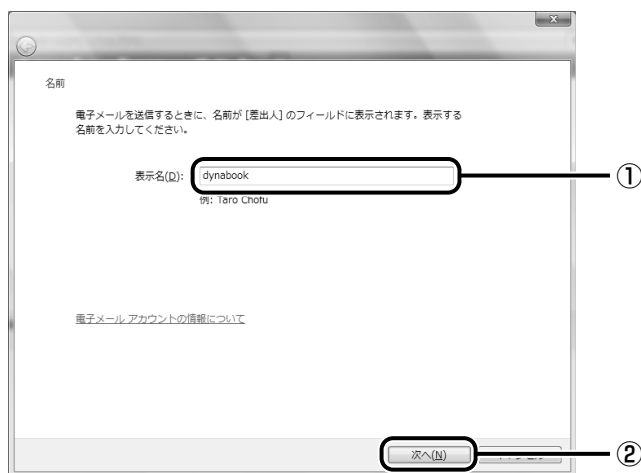 名前
電子メールを送信するときに、名前が [差出人] のフィールドに表示されます。表示する
名前を入力してください。
表示名(D): dynabook
①
例: Taro Chofu
電子メール アカウントの情報について
次へ(N)
②